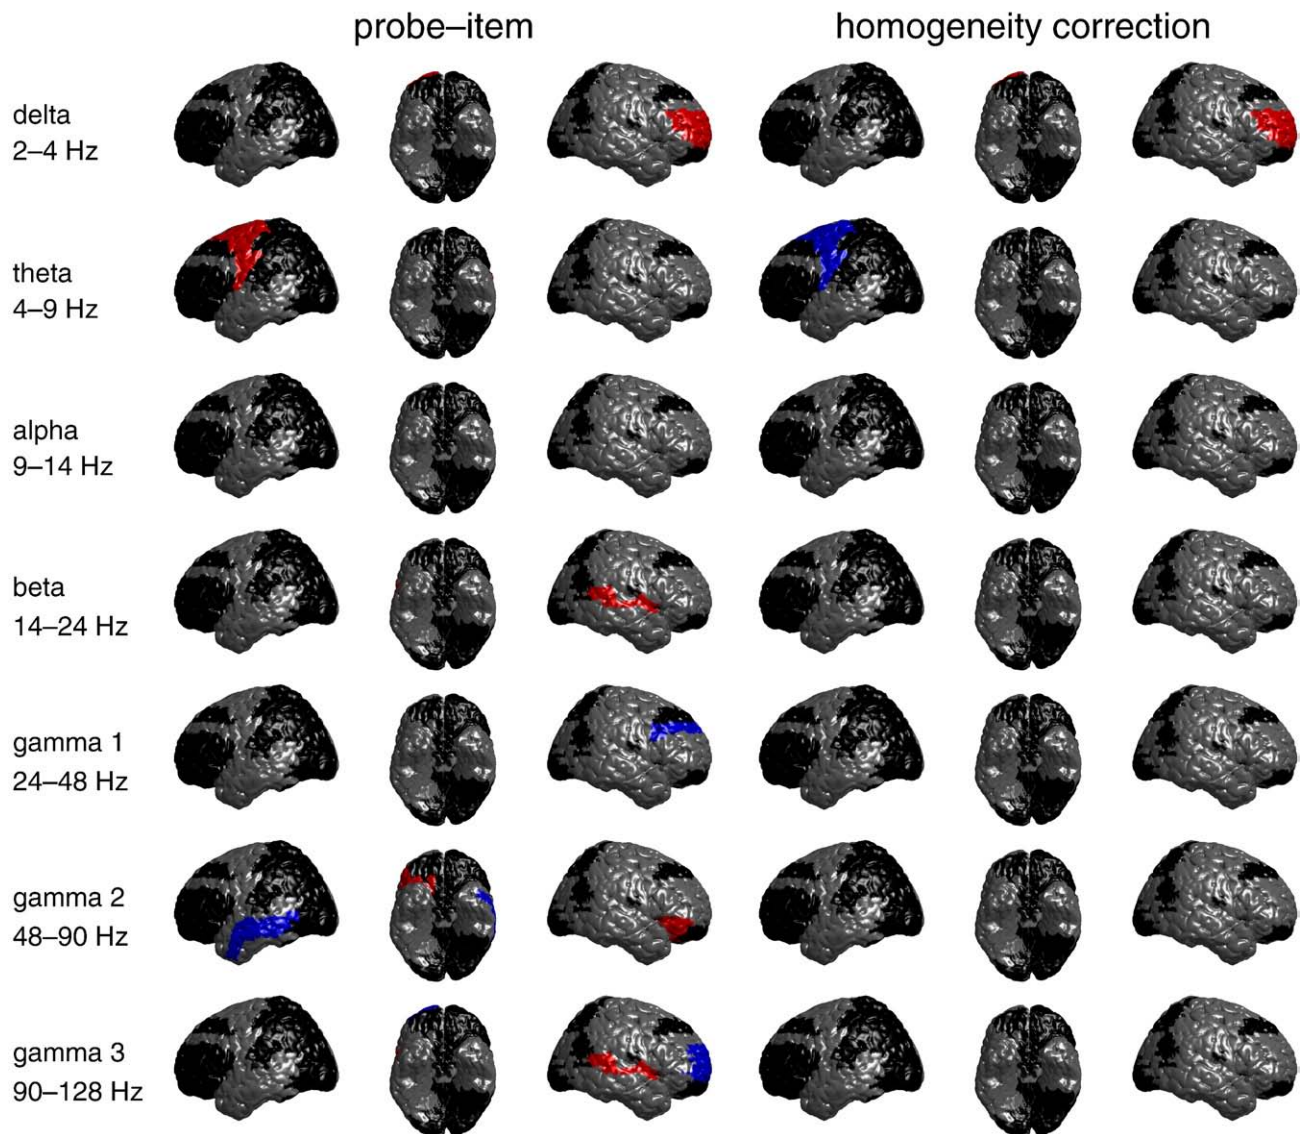 probe–item
homogeneity correction
delta
2–4 Hz
theta
4–9 Hz
alpha
9–14 Hz
beta
14–24 Hz
gamma 1
24–48 Hz
gamma 2
48–90 Hz
gamma 3
90–128 Hz